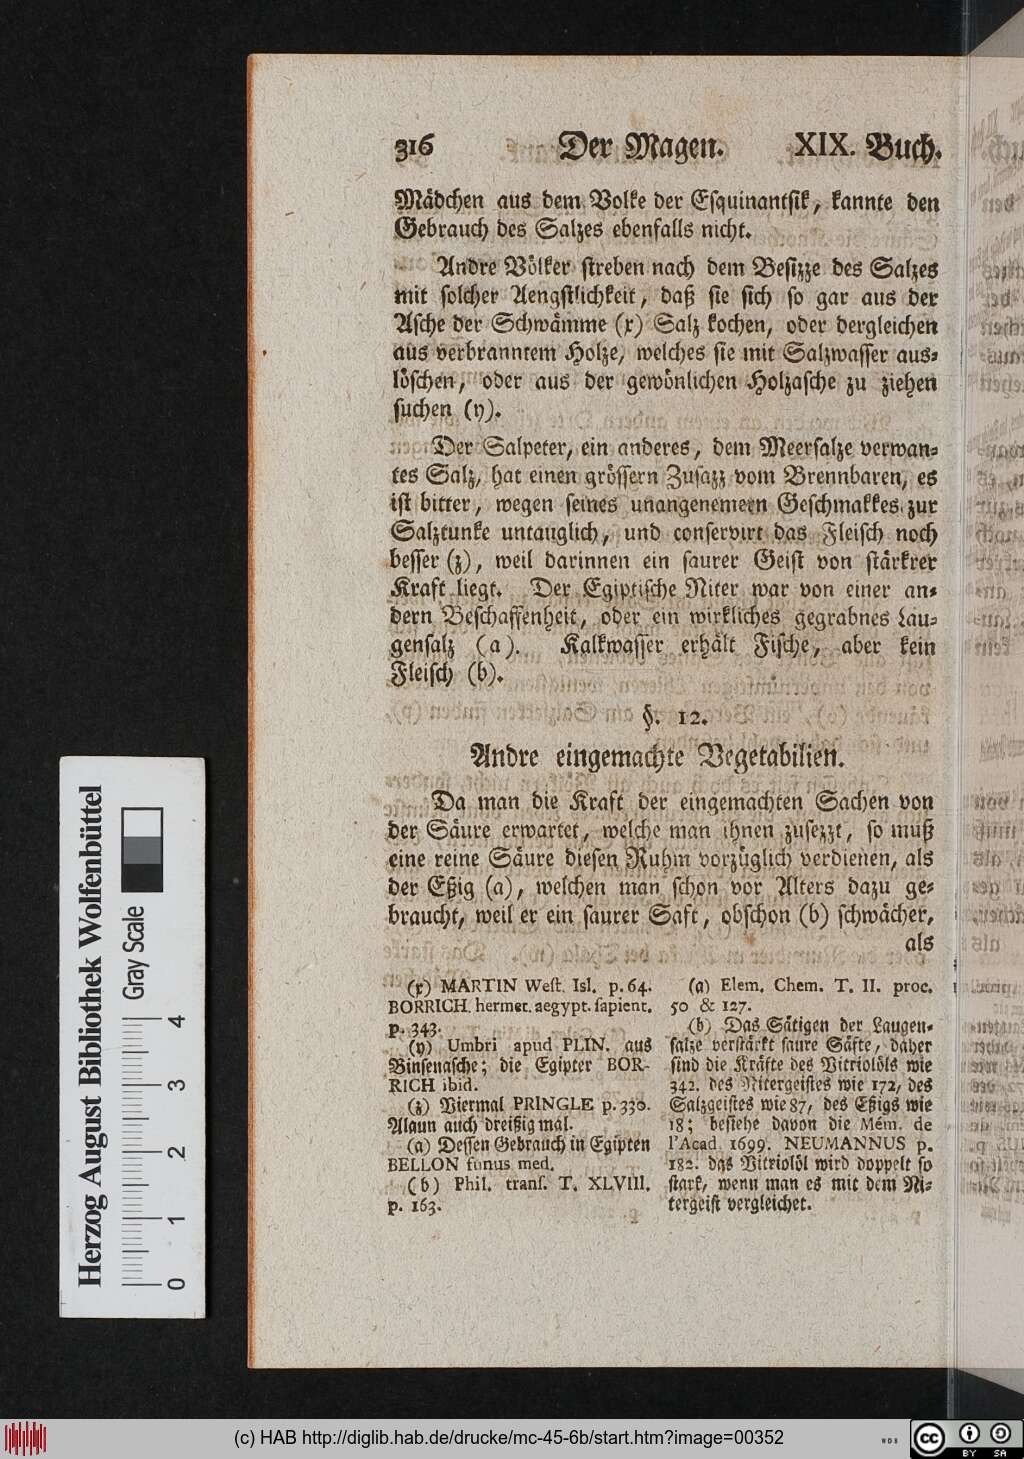 316 Der Magen. XIX. Buch.
Mädchen aus dem Volke der Esquinantsik, kannte den
Gebrauch des Salzes ebenfalls nicht.
Andre Völker streben nach dem Besizze des Salzes
mit solcher Aengstlichkeit, daß sie sich so gar aus der
Asche der Schwämme (x) Salz kochen, oder dergleichen
aus verbranntem Holze, welches sie mit Salzwasser aus-
löschen, oder aus der gewönlichen Holzasche zu ziehen
suchen (y).
Der Salpeter, ein anderes, dem Meersalze verwan-
tes Salz, hat einen grössern Zusazz vom Brennbaren, es
ist bitter, wegen seines unangenemern Geschmakkes zur
Salztunke untauglich, und conservirt das Fleisch noch
besser (z), weil darinnen ein saurer Geist von stärkrer
Kraft liegt. Der Egiptische Niter war von einer an-
dern Beschaffenheit, oder ein wirkliches gegrabnes Lau-
gensalz (a). Kalkwasser erhält Fische, aber kein
Fleisch (b).
§. 12.
Andre eingemachte Vegetabilien.
Da man die Kraft der eingemachten Sachen von
der Säure erwartet, welche man ihnen zusezzt, so muß
eine reine Säure diesen Ruhm vorzüglich verdienen, als
der Eßig (a), welchen man schon vor Alters dazu ge-
braucht, weil er ein saurer Saft, obschon (b) schwächer,
als
(x) MARTIN West. Isl. p. 64.
BORRICH. hermet. aegypt. sapient.
p. 343.
(y) Umbri apud PLIN. aus
Binsenasche; die Egipter BOR-
RICH ibid.
(z) Viermal PRINGLE p. 330.
Alaun auch dreißig mal.
(a) Dessen Gebrauch in Egipten
BELLON funus med.
(b) Phil. trans. T. XLVIII.
p. 163.
(a) Elem. Chem. T. II. proc.
50 & 127.
(b) Das Sätigen der Laugen-
salze verstärkt saure Säfte, daher
sind die Kräfte des Vitriolöls wie
342. des Nitergeistes wie 172, des
Salzgeistes wie 87, des Eßigs wie
18; bestehe davon die Mém. de
l'Acad. 1699. NEUMANNUS p.
182. das Vitriolöl wird doppelt so
stark, wenn man es mit dem Ni-
tergeist vergleichet.
Herzog August Bibliothek Wolfenbüttel
Gray Scale
0 1 2 3 4
(c) HAB http://diglib.hab.de/drucke/mc-45-6b/start.htm?image=00352
WDB
cc BY SA